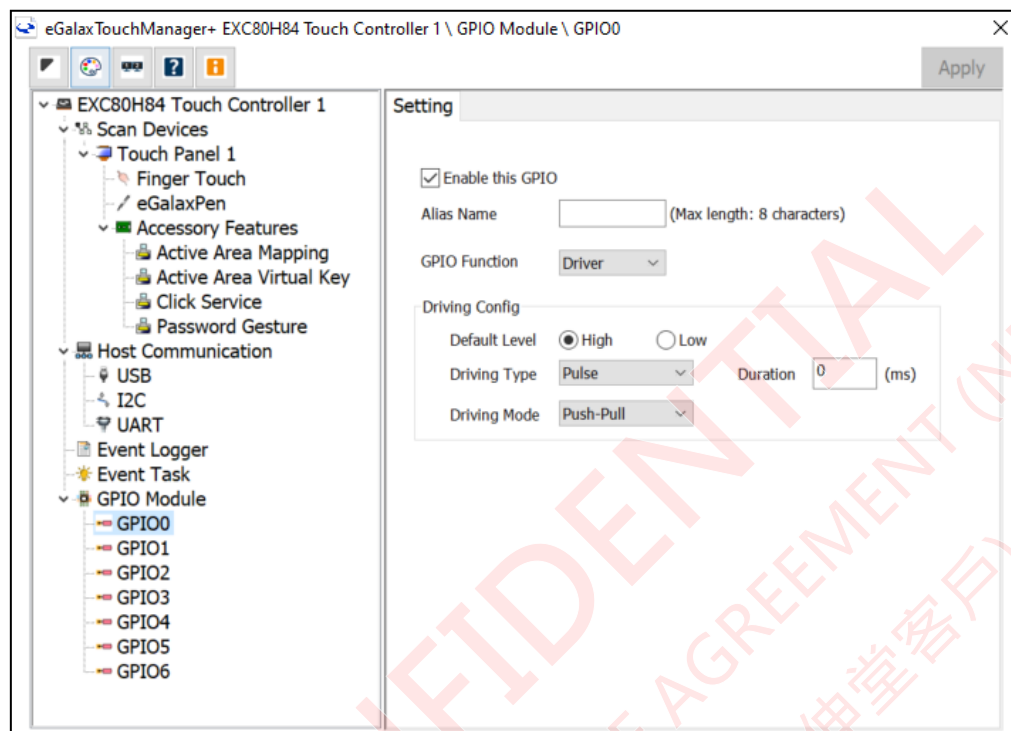 eGalaxTouchManager+ EXC80H84 Touch Controller 1 \ GPIO Module \ GPIO0
Apply
EXC80H84 Touch Controller 1
Scan Devices
Touch Panel 1
Finger Touch
eGalaxPen
Accessory Features
Active Area Mapping
Active Area Virtual Key
Click Service
Password Gesture
Host Communication
USB
I2C
UART
Event Logger
Event Task
GPIO Module
GPIO0
GPIO1
GPIO2
GPIO3
GPIO4
GPIO5
GPIO6
Setting
Enable this GPIO
Alias Name (Max length: 8 characters)
GPIO Function Driver
Driving Config
Default Level High Low
Driving Type Pulse Duration 0 (ms)
Driving Mode Push-Pull
FIDENTIAL
AGREEMENT (N
伸堂客戶